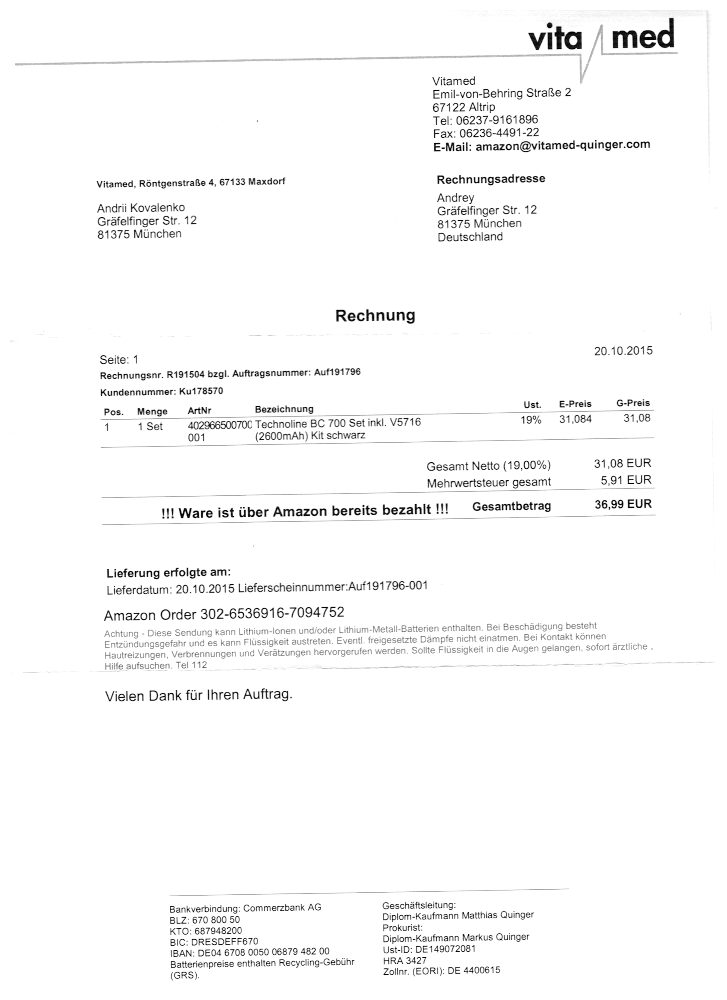 vita med
Vitamed
Emil-von-Behring Straße 2
67122 Altrip
Tel: 06237-9161896
Fax: 06236-4491-22
E-Mail: amazon@vitamed-quinger.com
Vitamed, Röntgenstraße 4, 67133 Maxdorf
Andrii Kovalenko
Gräfelfinger Str. 12
81375 München
Rechnungsadresse
Andrey
Gräfelfinger Str. 12
81375 München
Deutschland
Rechnung
Seite: 1
20.10.2015
Rechnungsnr. R191504 bzgl. Auftragsnummer: Auf191796
Kundennummer: Ku178570
Pos. Menge ArtNr Bezeichnung Ust. E-Preis G-Preis
1 1 Set 402966500700 Technoline BC 700 Set inkl. V5716 19% 31,084 31,08
001 (2600mAh) Kit schwarz
Gesamt Netto (19,00%) 31,08 EUR
Mehrwertsteuer gesamt 5,91 EUR
!!! Ware ist über Amazon bereits bezahlt !!! Gesamtbetrag 36,99 EUR
Lieferung erfolgte am:
Lieferdatum: 20.10.2015 Lieferscheinnummer:Auf191796-001
Amazon Order 302-6536916-7094752
Achtung - Diese Sendung kann Lithium-Ionen und/oder Lithium-Metall-Batterien enthalten. Bei Beschädigung besteht
Entzündungsgefahr und es kann Flüssigkeit austreten. Eventl. freigesetzte Dämpfe nicht einatmen. Bei Kontakt können
Hautreizungen, Verbrennungen und Verätzungen hervorgerufen werden. Sollte Flüssigkeit in die Augen gelangen, sofort ärztliche
Hilfe aufsuchen. Tel 112
Vielen Dank für Ihren Auftrag.
Bankverbindung: Commerzbank AG
BLZ: 670 800 50
KTO: 687948200
BIC: DRESDEFF670
IBAN: DE04 6708 0050 06879 482 00
Batterienpreise enthalten Recycling-Gebühr
(GRS).
Geschäftsleitung:
Diplom-Kaufmann Matthias Quinger
Prokurist:
Diplom-Kaufmann Markus Quinger
Ust-ID: DE149072081
HRA 3427
Zollnr. (EORI): DE 4400615